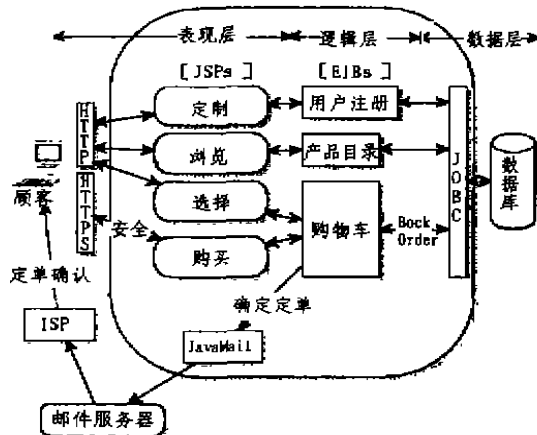 表现层 逻辑层 数据层
[ JSPs ] [ EJBs ]
定制 用户注册
HTTP
浏览 产品目录
JOBC
数据库
顾客
HTTPS
选择
购物车
安全
购买
Bock
Order
定单确认
确定定单
ISP
JavaMail
邮件服务器